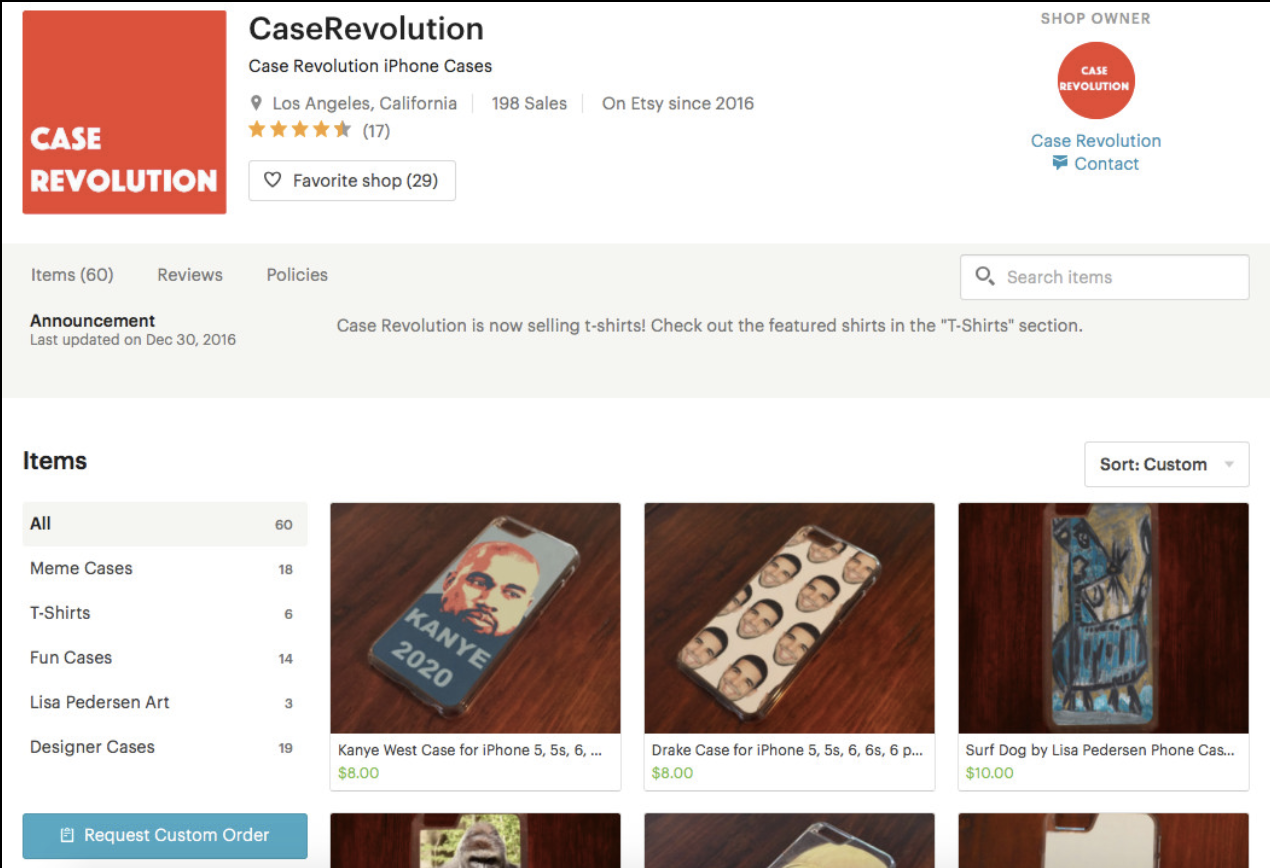 CASE
REVOLUTION
CaseRevolution
Case Revolution iPhone Cases
Los Angeles, California 198 Sales On Etsy since 2016
(17)
Favorite shop (29)
SHOP OWNER
CASE
REVOLUTION
Case Revolution
Contact
Items (60) Reviews Policies
Search items
Announcement
Last updated on Dec 30, 2016
Case Revolution is now selling t-shirts! Check out the featured shirts in the "T-Shirts" section.
Items
Sort: Custom
All 60
Meme Cases 18
T-Shirts 6
Fun Cases 14
Lisa Pedersen Art 3
Designer Cases 19
Request Custom Order
KANYE
2020
Kanye West Case for iPhone 5, 5s, 6, ...
$8.00
Drake Case for iPhone 5, 5s, 6, 6s, 6 p...
$8.00
Surf Dog by Lisa Pedersen Phone Cas...
$10.00